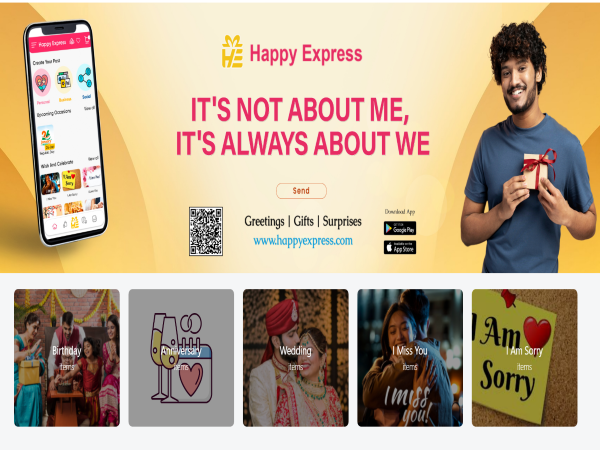 Happy Express
Create Your Post
Upcoming Occasions
View all
Wish And Celebrate
Happy Express
IT'S NOT ABOUT ME,
IT'S ALWAYS ABOUT WE
Send
Greetings | Gifts | Surprises
www.happyexpress.com
Download App
Google Play
App Store
Birthday
items
Anniversary
items
Wedding
items
I Miss You
items
I miss
you!
I Am Sorry
items
I Am
Sorry